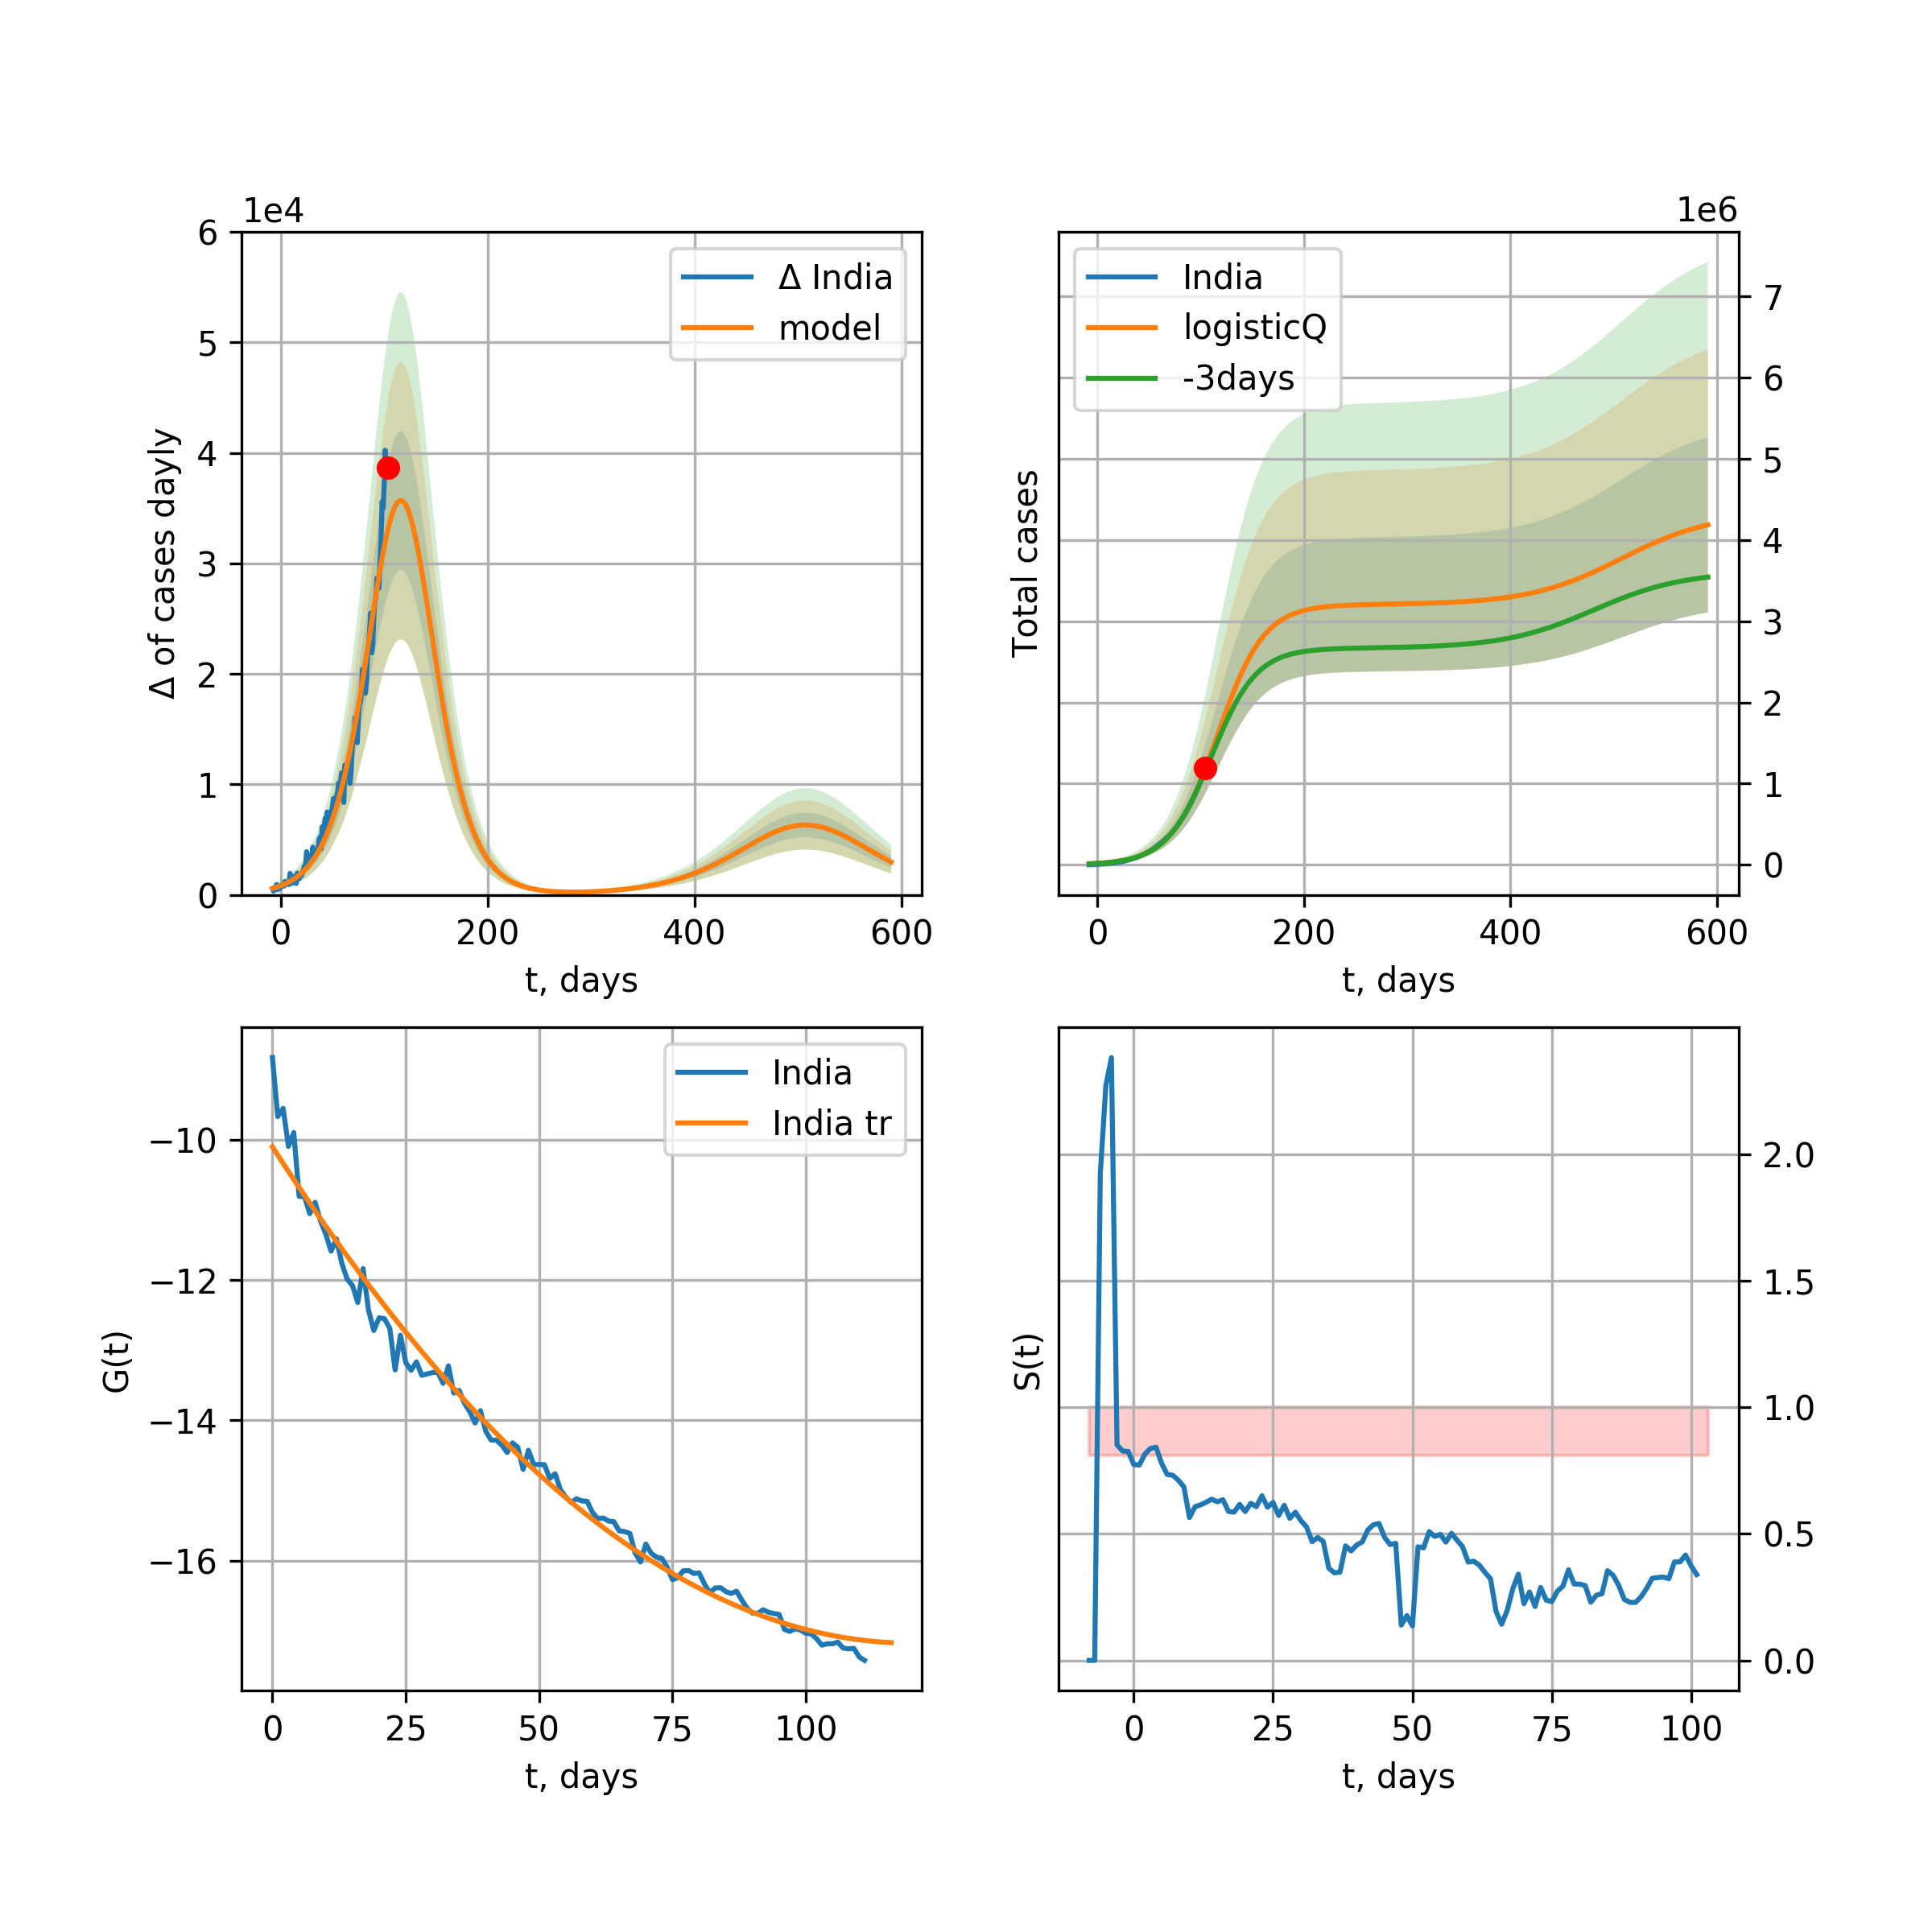 1e4
6
5
4
3
2
1
0
Δ of cases dayly
Δ India
model
0 200 400 600
t, days
1e6
Total cases
India
logisticQ
-3days
7
6
5
4
3
2
1
0
0 200 400 600
t, days
G(t)
−10
−12
−14
−16
India
India tr
0 25 50 75 100
t, days
S(t)
2.0
1.5
1.0
0.5
0.0
0 25 50 75 100
t, days